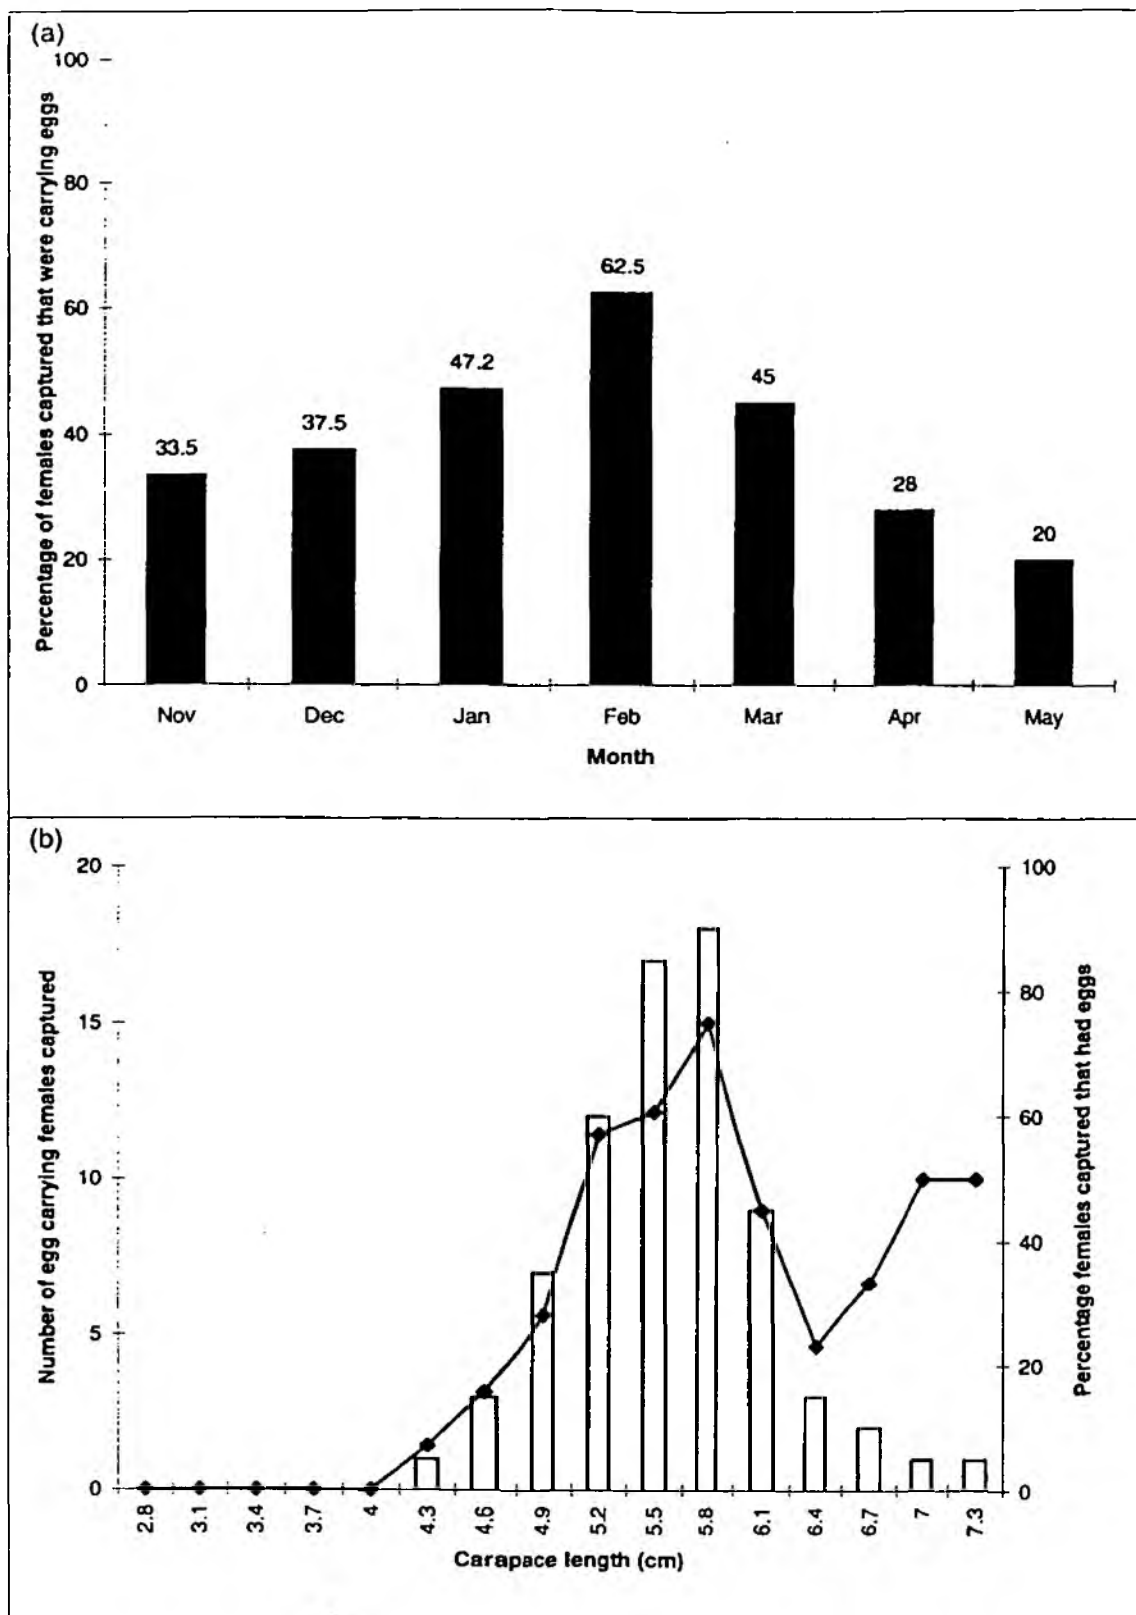 (a)
Percentage of females captured that were carrying eggs
100
80
60
40
20
0
33.5
37.5
47.2
62.5
45
28
20
Nov Dec Jan Feb Mar Apr May
Month
(b)
Number of egg carrying females captured
20
15
10
5
0
Percentage females captured that had eggs
100
80
60
40
20
0
2.8 3.1 3.4 3.7 4 4.3 4.6 4.9 5.2 5.5 5.8 6.1 6.4 6.7 7 7.3
Carapace length (cm)